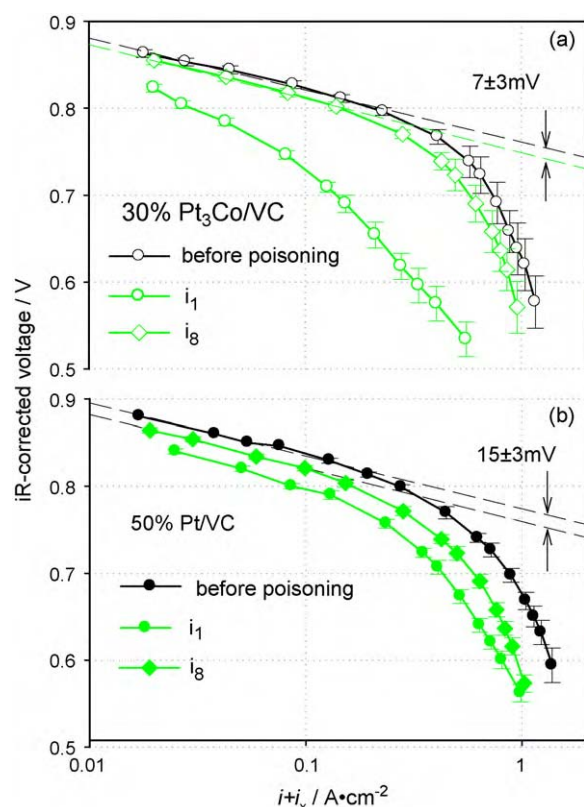 0.9
(a)
7±3mV
0.8
0.7
30% Pt₃Co/VC
before poisoning
i₁
0.6
i₈
0.5
iR-corrected voltage / V
0.9
(b)
15±3mV
0.8
50% Pt/VC
0.7
before poisoning
i₁
0.6
i₈
0.5
0.01
0.1
1
i+iₓ / A•cm⁻²